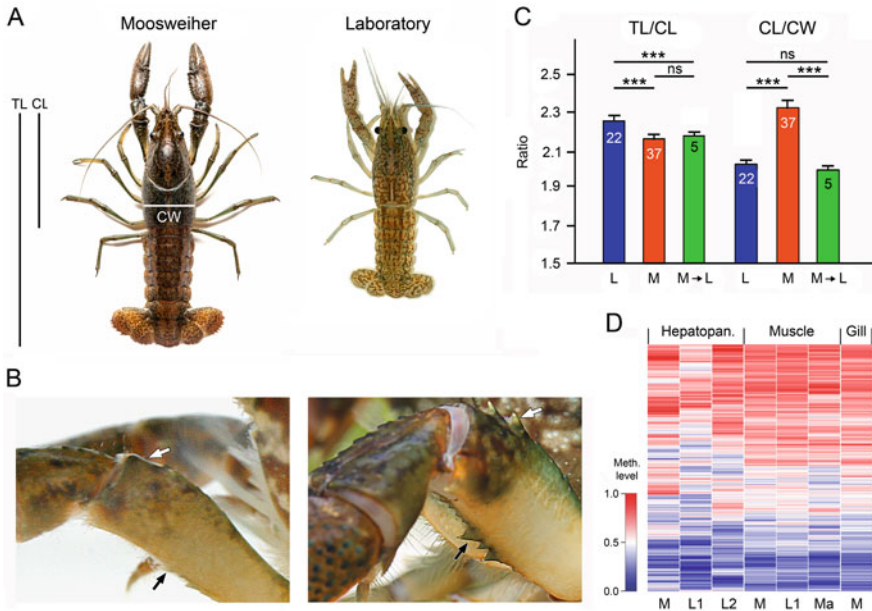 A
Moosweiher
Laboratory
TL
CL
CW
B
C
TL/CL
CL/CW
***
ns
***
ns
***
***
Ratio
2.5
2.3
2.1
1.9
1.7
1.5
22
37
5
22
37
5
L
M
M→L
L
M
M→L
D
Hepatopan.
Muscle
Gill
Meth.
level
1.0
0.5
0.0
M
L1
L2
M
L1
Ma
M